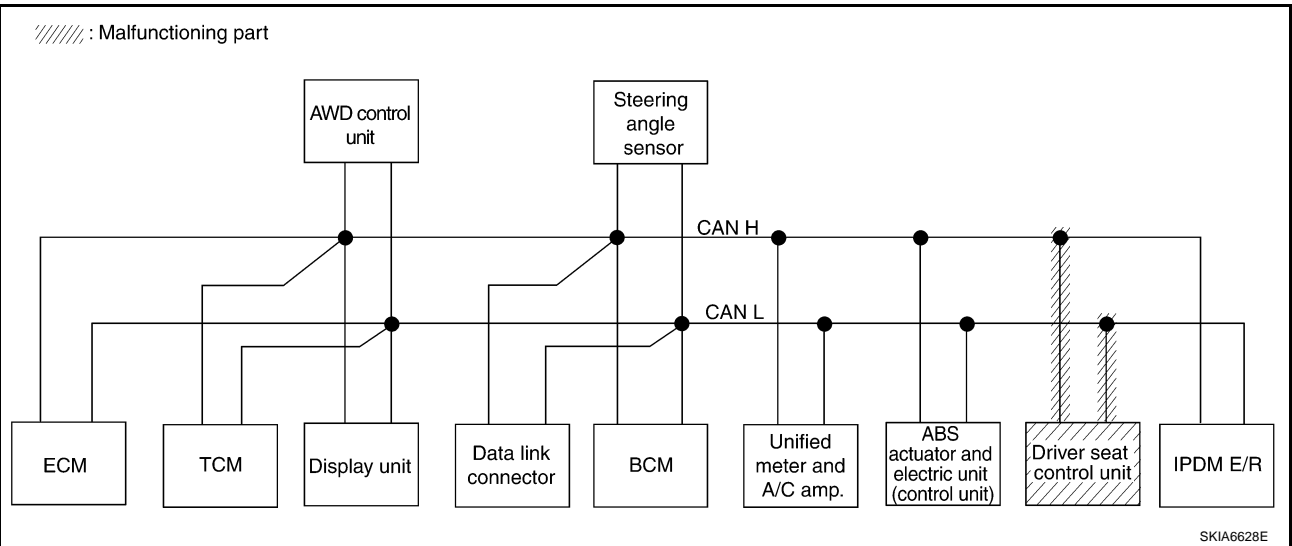 : Malfunctioning part
AWD control
unit
Steering
angle
sensor
CAN H
CAN L
ECM
TCM
Display unit
Data link
connector
BCM
Unified
meter and
A/C amp.
ABS
actuator and
electric unit
(control unit)
Driver seat
control unit
IPDM E/R
SKIA6628E